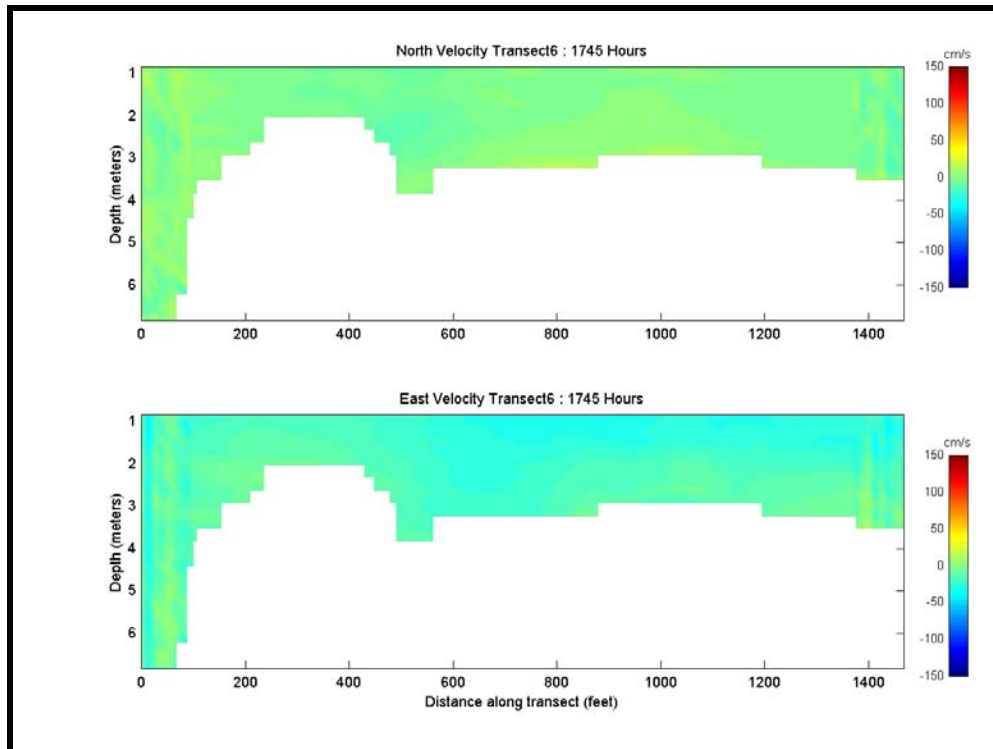 North Velocity Transect6 : 1745 Hours
cm/s
150
100
50
0
-50
-100
-150
Depth (meters)
1
2
3
4
5
6
0 200 400 600 800 1000 1200 1400
East Velocity Transect6 : 1745 Hours
cm/s
150
100
50
0
-50
-100
-150
Depth (meters)
1
2
3
4
5
6
0 200 400 600 800 1000 1200 1400
Distance along transect (feet)